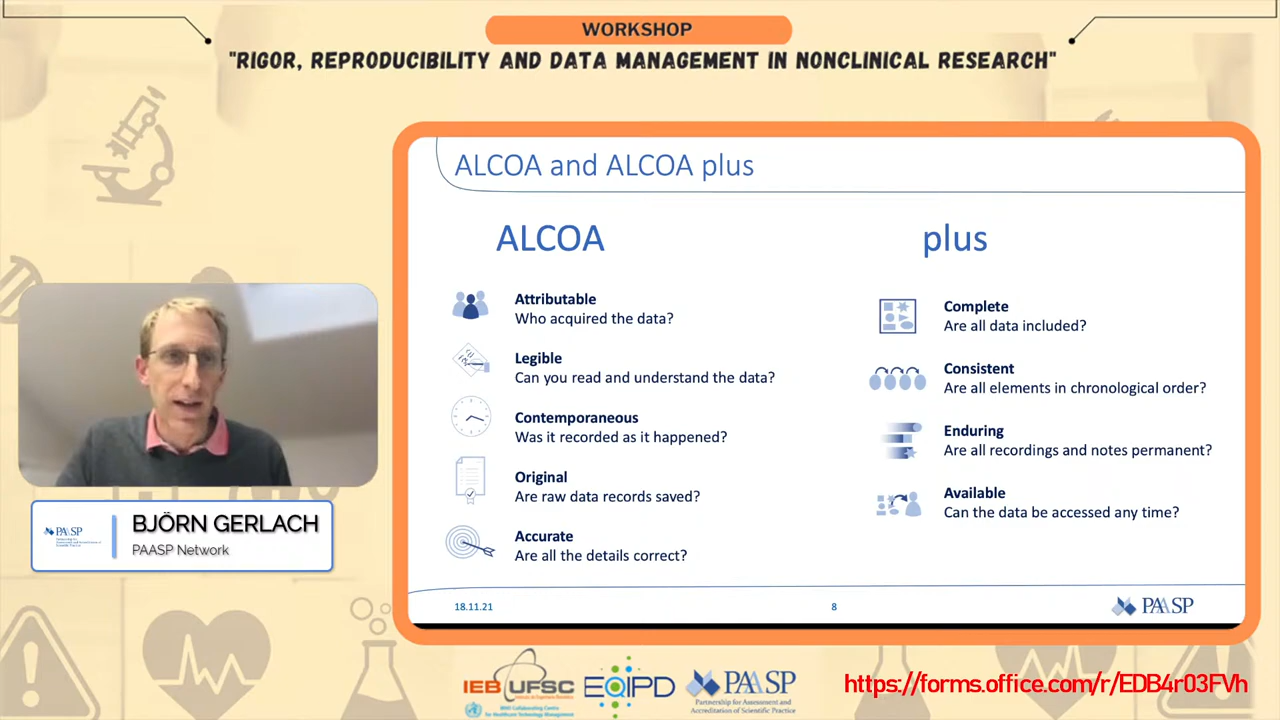 WORKSHOP
"RIGOR, REPRODUCIBILITY AND DATA MANAGEMENT IN NONCLINICAL RESEARCH"
ALCOA and ALCOA plus
ALCOA
Attributable
Who acquired the data?
Legible
Can you read and understand the data?
Contemporaneous
Was it recorded as it happened?
Original
Are raw data records saved?
Accurate
Are all the details correct?
plus
Complete
Are all data included?
Consistent
Are all elements in chronological order?
Enduring
Are all recordings and notes permanent?
Available
Can the data be accessed any time?
18.11.21
8
PAASP
PAASP
BJÖRN GERLACH
PAASP Network
IEB UFSC
EQIPD
PAASP
Partnership for Assessment and
Accreditation of Scientific Practice
https://forms.office.com/r/EDB4r03FVh